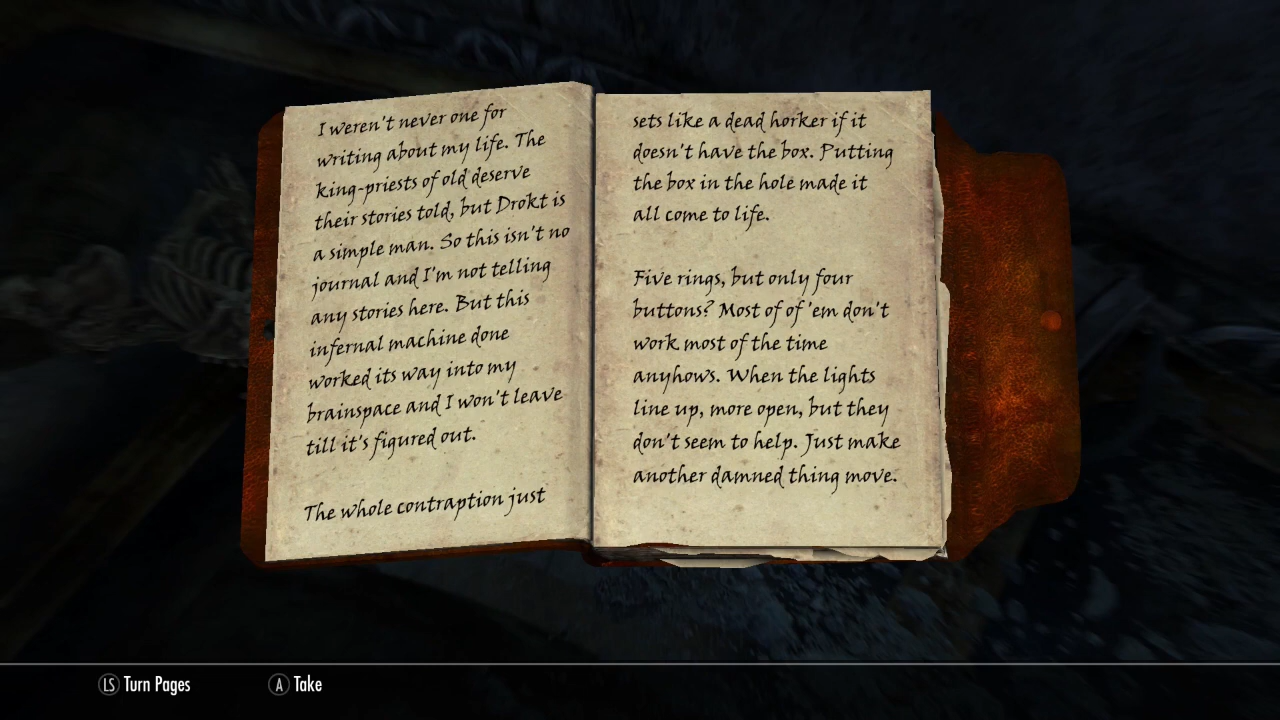 I weren't never one for
writing about my life. The
king-priests of old deserve
their stories told, but Drokt is
a simple man. So this isn't no
journal and I'm not telling
any stories here. But this
infernal machine done
worked its way into my
brainspace and I won't leave
till it's figured out.
The whole contraption just
sets like a dead horker if it
doesn't have the box. Putting
the box in the hole made it
all come to life.
Five rings, but only four
buttons? Most of of 'em don't
work most of the time
anyhows. When the lights
line up, more open, but they
don't seem to help. Just make
another damned thing move.
LS Turn Pages
A Take